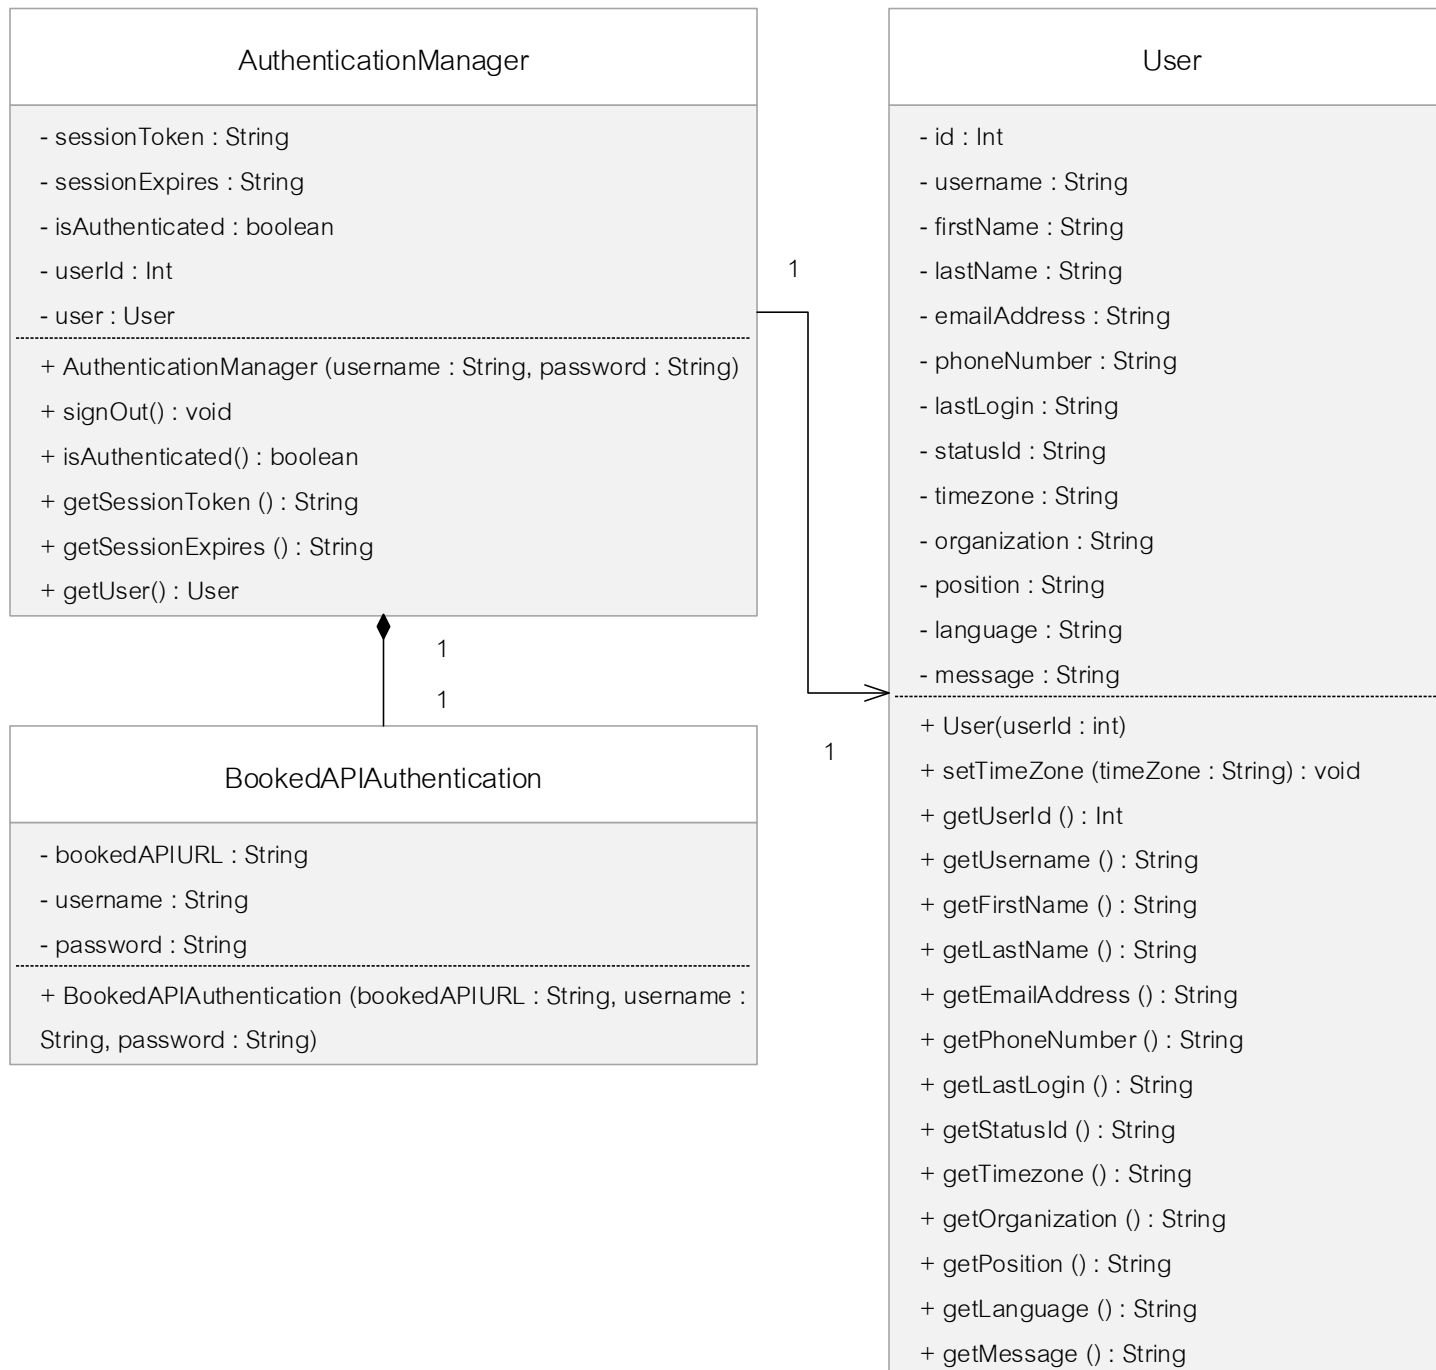 AuthenticationManager
- sessionToken : String
- sessionExpires : String
- isAuthenticated : boolean
- userId : Int
- user : User
+ AuthenticationManager (username : String, password : String)
+ signOut() : void
+ isAuthenticated() : boolean
+ getSessionToken () : String
+ getSessionExpires () : String
+ getUser() : User
1
1
BookedAPIAuthentication
- bookedAPIURL : String
- username : String
- password : String
+ BookedAPIAuthentication (bookedAPIURL : String, username :
String, password : String)
1
1
User
- id : Int
- username : String
- firstName : String
- lastName : String
- emailAddress : String
- phoneNumber : String
- lastLogin : String
- statusId : String
- timezone : String
- organization : String
- position : String
- language : String
- message : String
+ User(userId : int)
+ setTimeZone (timeZone : String) : void
+ getUserId () : Int
+ getUsername () : String
+ getFirstName () : String
+ getLastName () : String
+ getEmailAddress () : String
+ getPhoneNumber () : String
+ getLastLogin () : String
+ getStatusId () : String
+ getTimezone () : String
+ getOrganization () : String
+ getPosition () : String
+ getLanguage () : String
+ getMessage () : String